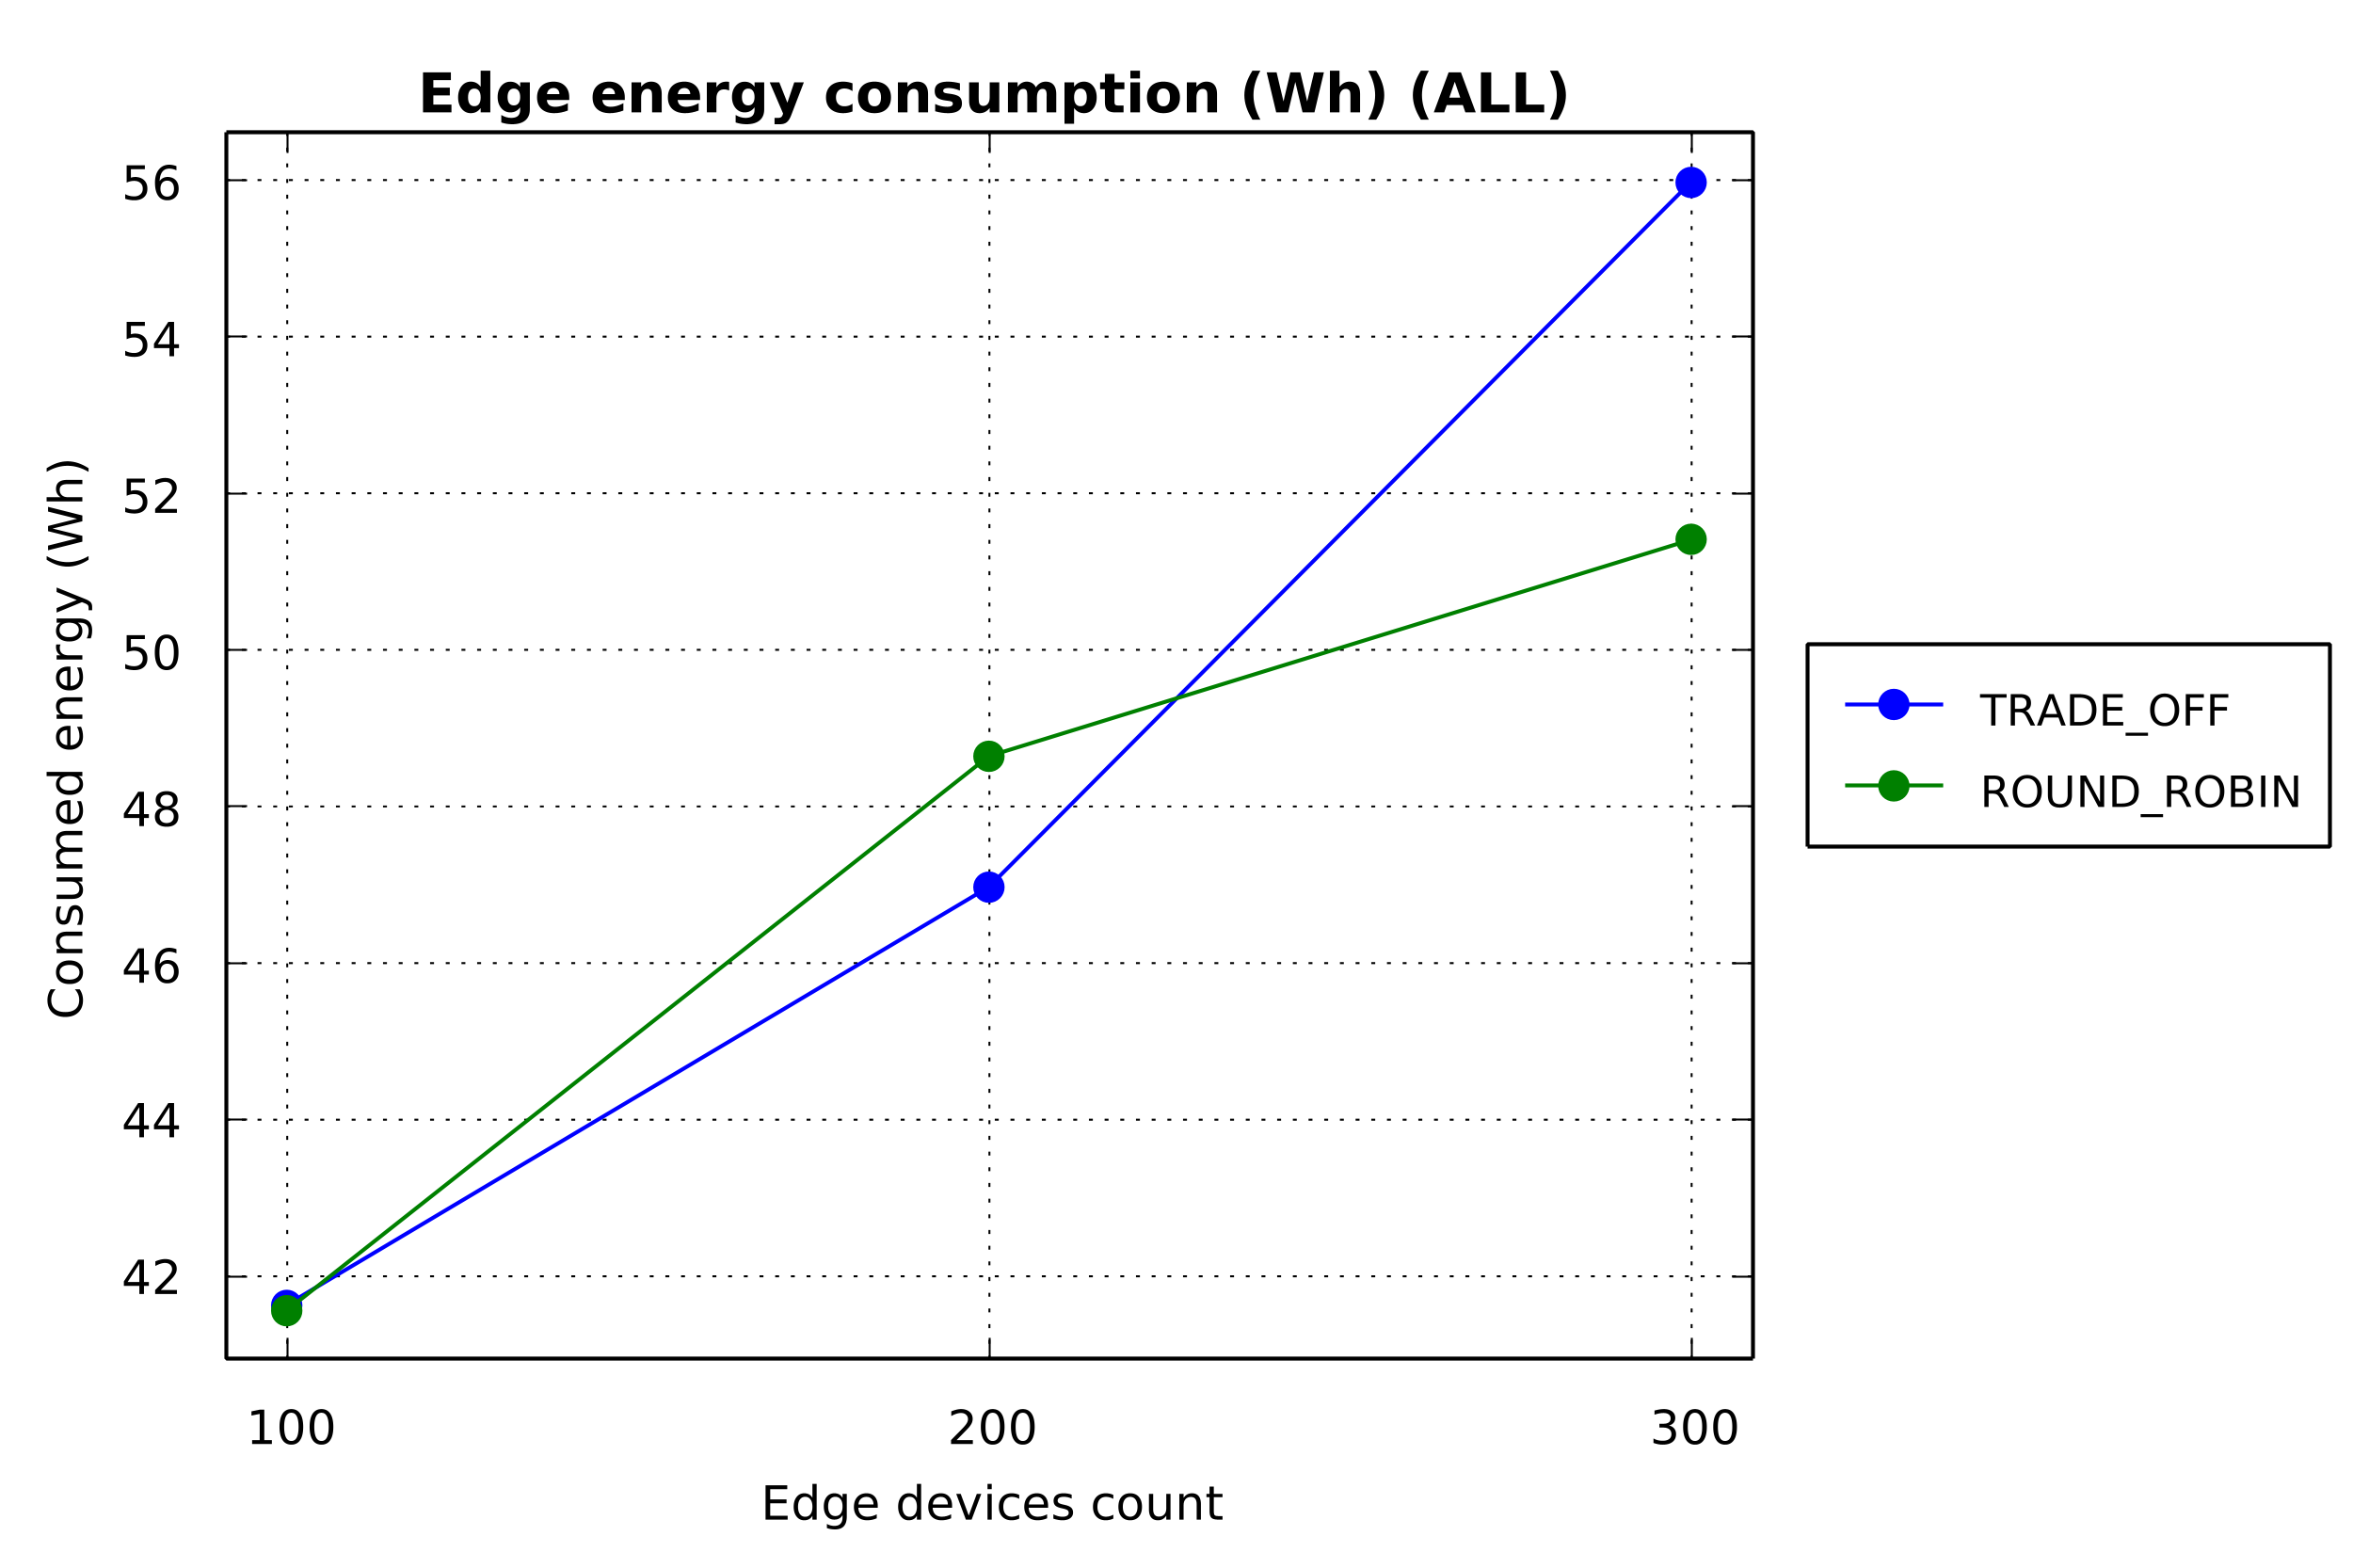 Edge energy consumption (Wh) (ALL)
Consumed energy (Wh)
56
54
52
50
48
46
44
42
100
200
300
Edge devices count
TRADE_OFF
ROUND_ROBIN